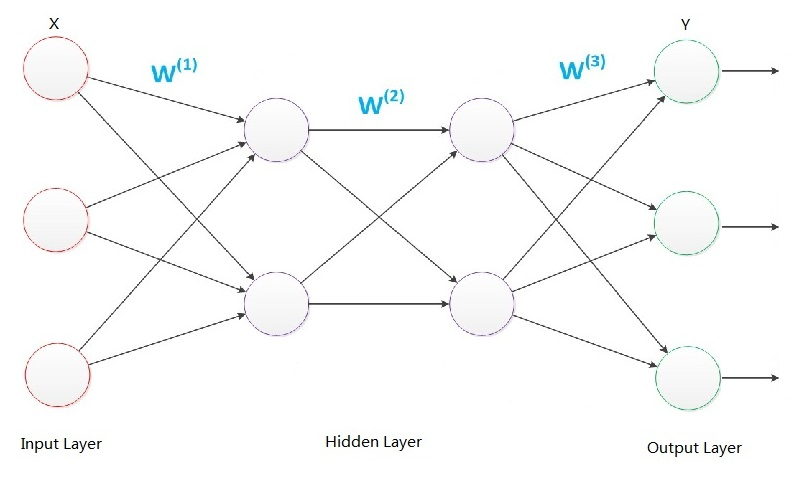 X
Y
W(1)
W(2)
W(3)
Input Layer
Hidden Layer
Output Layer